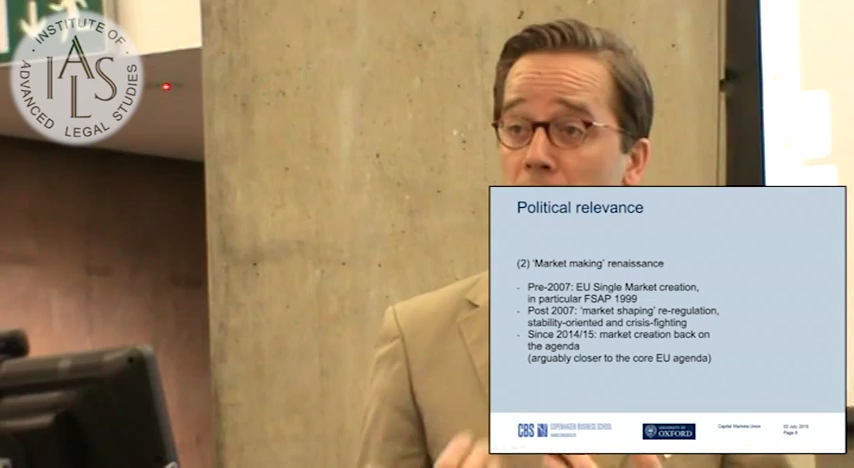 INSTITUTE OF
ADVANCED LEGAL STUDIES
IALS
Political relevance
(2) 'Market making' renaissance
- Pre-2007: EU Single Market creation,
in particular FSAP 1999
- Post 2007: 'market shaping' re-regulation,
stability-oriented and crisis-fighting
- Since 2014/15: market creation back on
the agenda
(arguably closer to the core EU agenda)
CBS COPENHAGEN BUSINESS SCHOOL
UNIVERSITY OF
OXFORD
Capital Markets Union
03 July 2015